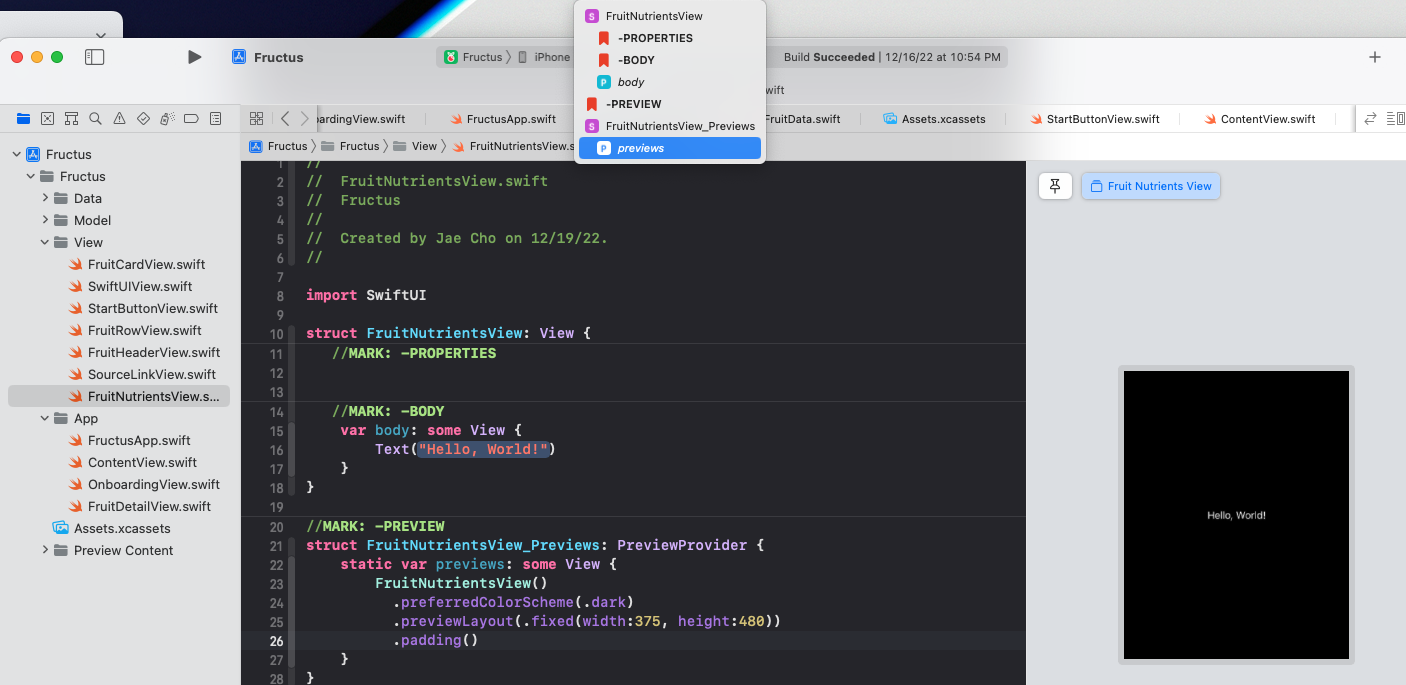 FruitNutrientsView
-PROPERTIES
-BODY
body
-PREVIEW
FruitNutrientsView_Previews
previews
Fructus
Fructus
iPhone
Build Succeeded | 12/16/22 at 10:54 PM
wift
ardingView.swift
FructusApp.swift
FruitData.swift
Assets.xcassets
StartButtonView.swift
ContentView.swift
Fructus
Fructus
View
FruitNutrientsView.s
Fructus
Fructus
Data
Model
View
FruitCardView.swift
SwiftUIView.swift
StartButtonView.swift
FruitRowView.swift
FruitHeaderView.swift
SourceLinkView.swift
FruitNutrientsView.s...
App
FructusApp.swift
ContentView.swift
OnboardingView.swift
FruitDetailView.swift
Assets.xcassets
Preview Content
1 //
2 // FruitNutrientsView.swift
3 // Fructus
4 //
5 // Created by Jae Cho on 12/19/22.
6 //
7
8 import SwiftUI
9
10 struct FruitNutrientsView: View {
11 //MARK: -PROPERTIES
12
13
14 //MARK: -BODY
15 var body: some View {
16 Text("Hello, World!")
17 }
18 }
19
20 //MARK: -PREVIEW
21 struct FruitNutrientsView_Previews: PreviewProvider {
22 static var previews: some View {
23 FruitNutrientsView()
24 .preferredColorScheme(.dark)
25 .previewLayout(.fixed(width:375, height:480))
26 .padding()
27 }
28 }
Fruit Nutrients View
Hello, World!